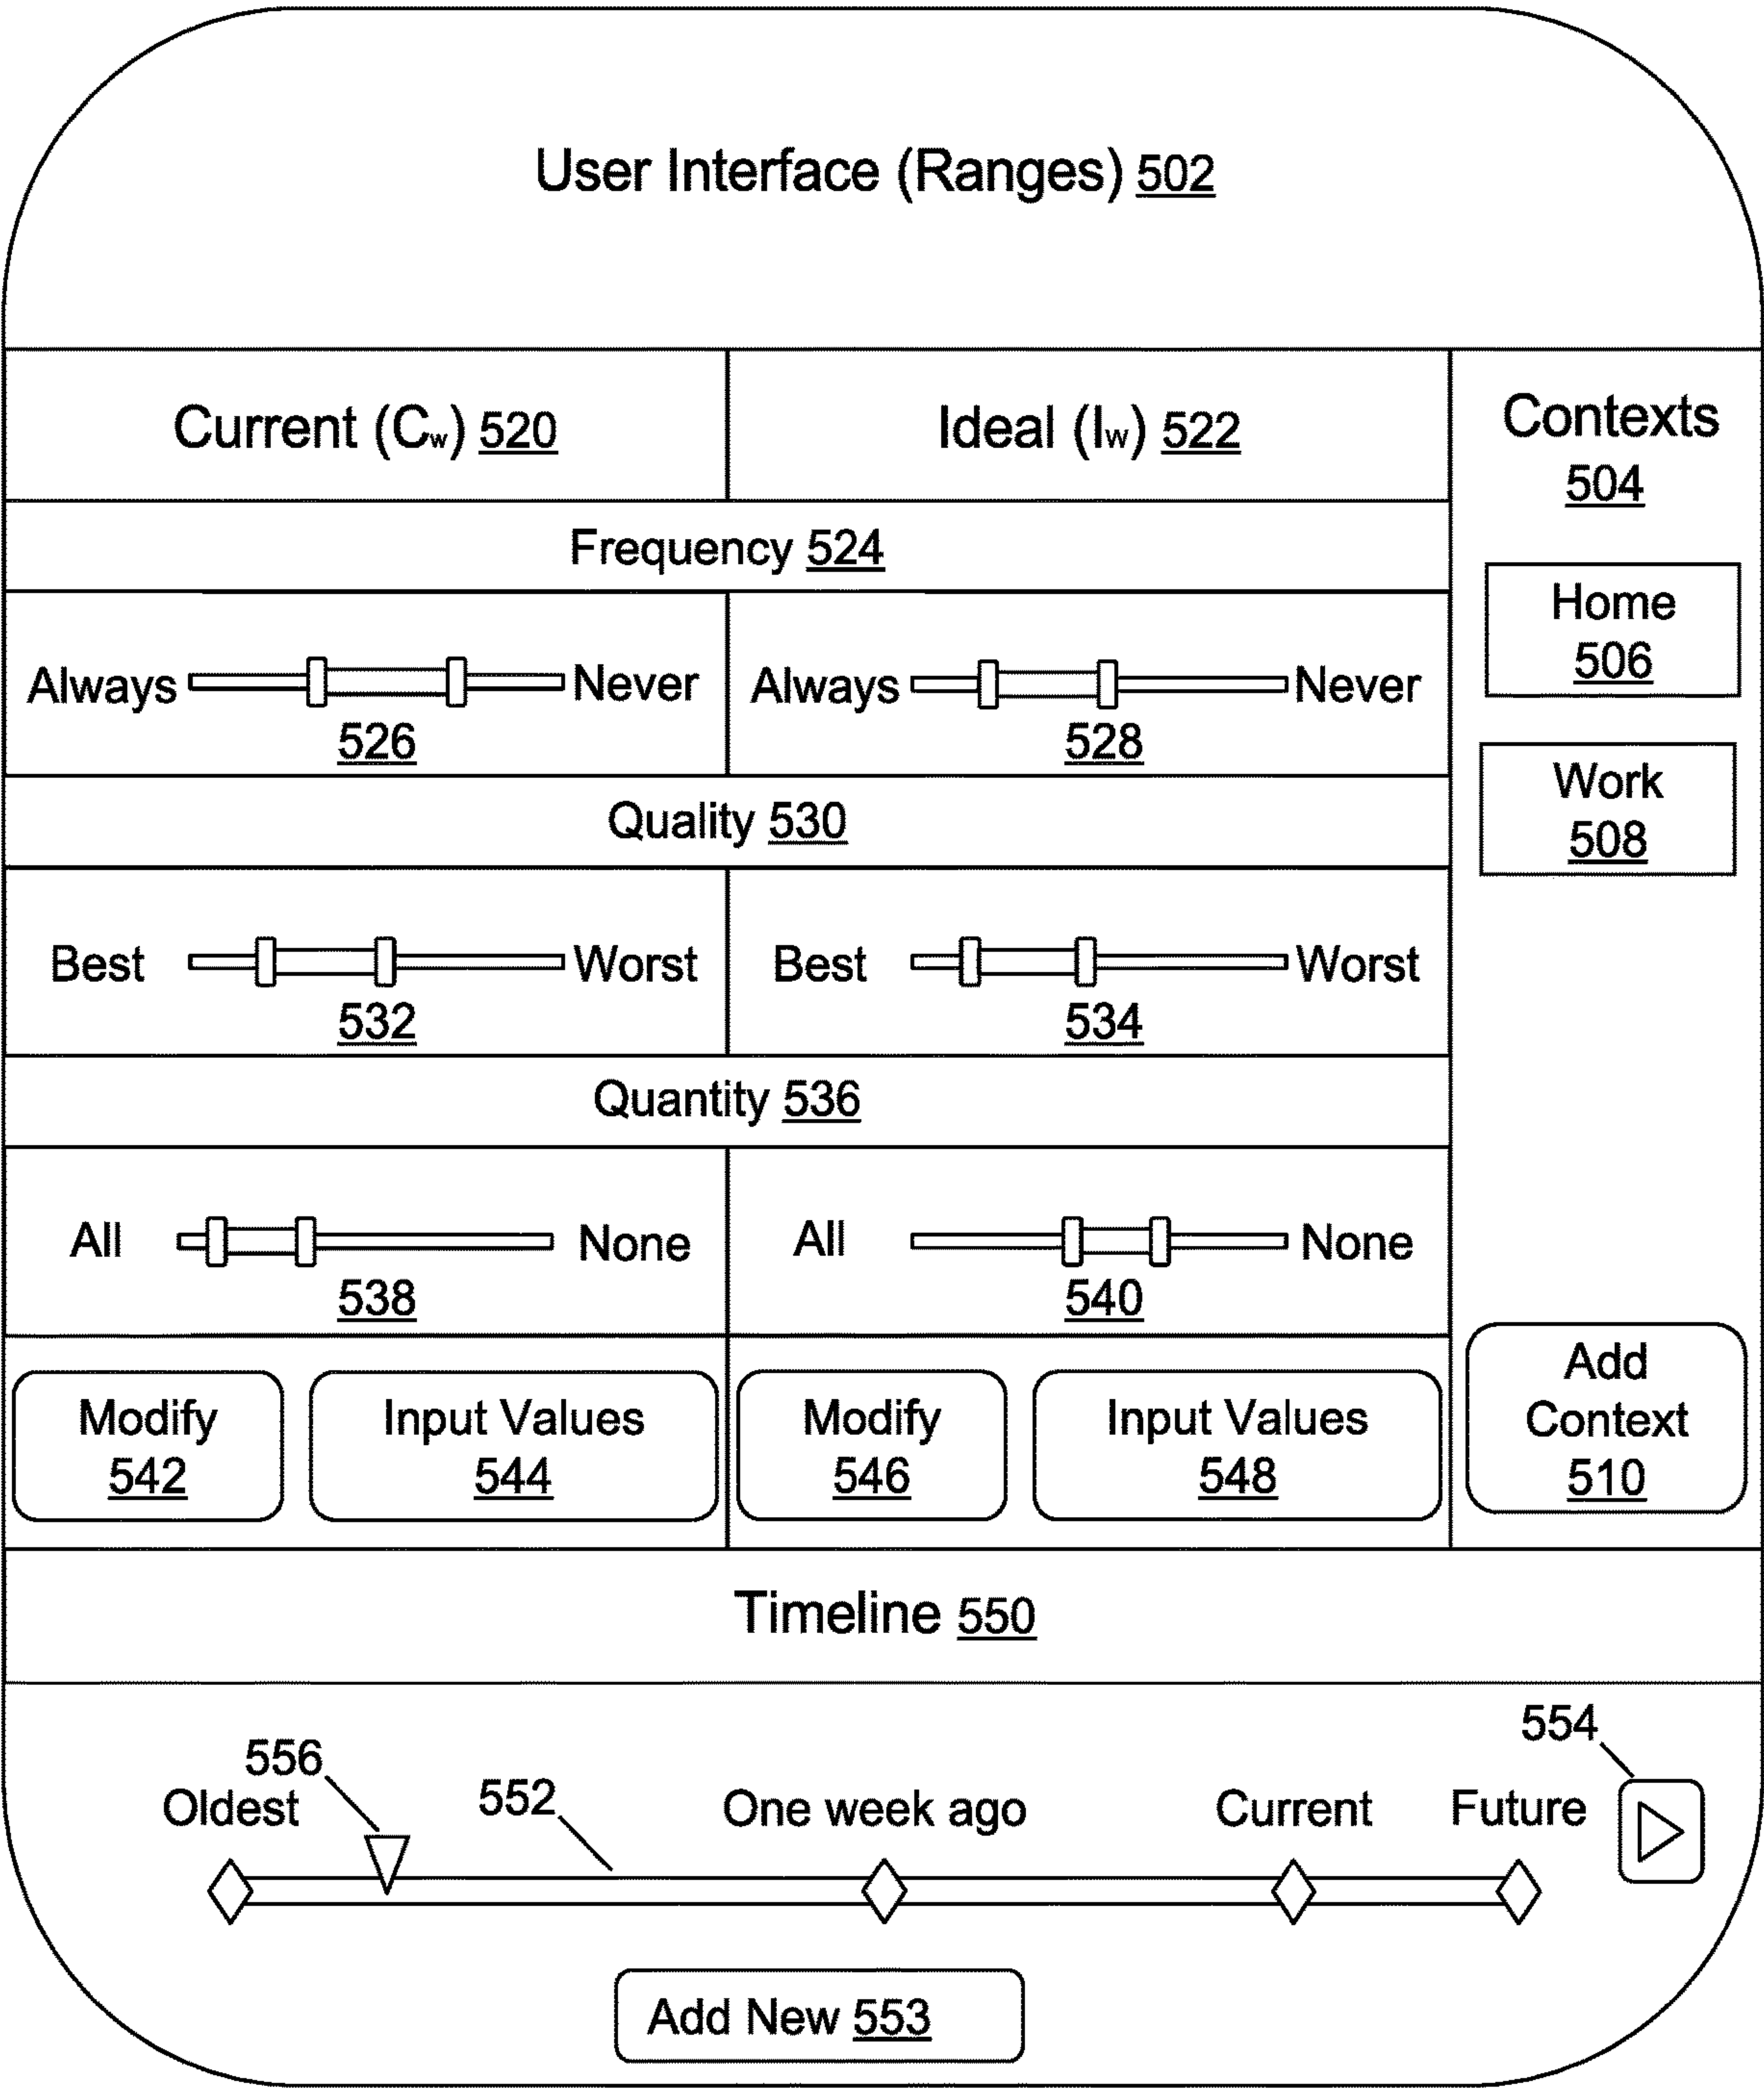 User Interface (Ranges) 502
Current (Cw) 520
Ideal (Iw) 522
Contexts
504
Frequency 524
Home
506
Always
Never
526
Always
Never
528
Work
508
Quality 530
Best
Worst
532
Best
Worst
534
Quantity 536
All
None
538
All
None
540
Modify
542
Input Values
544
Modify
546
Input Values
548
Add
Context
510
Timeline 550
554
556
552
Oldest
One week ago
Current
Future
Add New 553